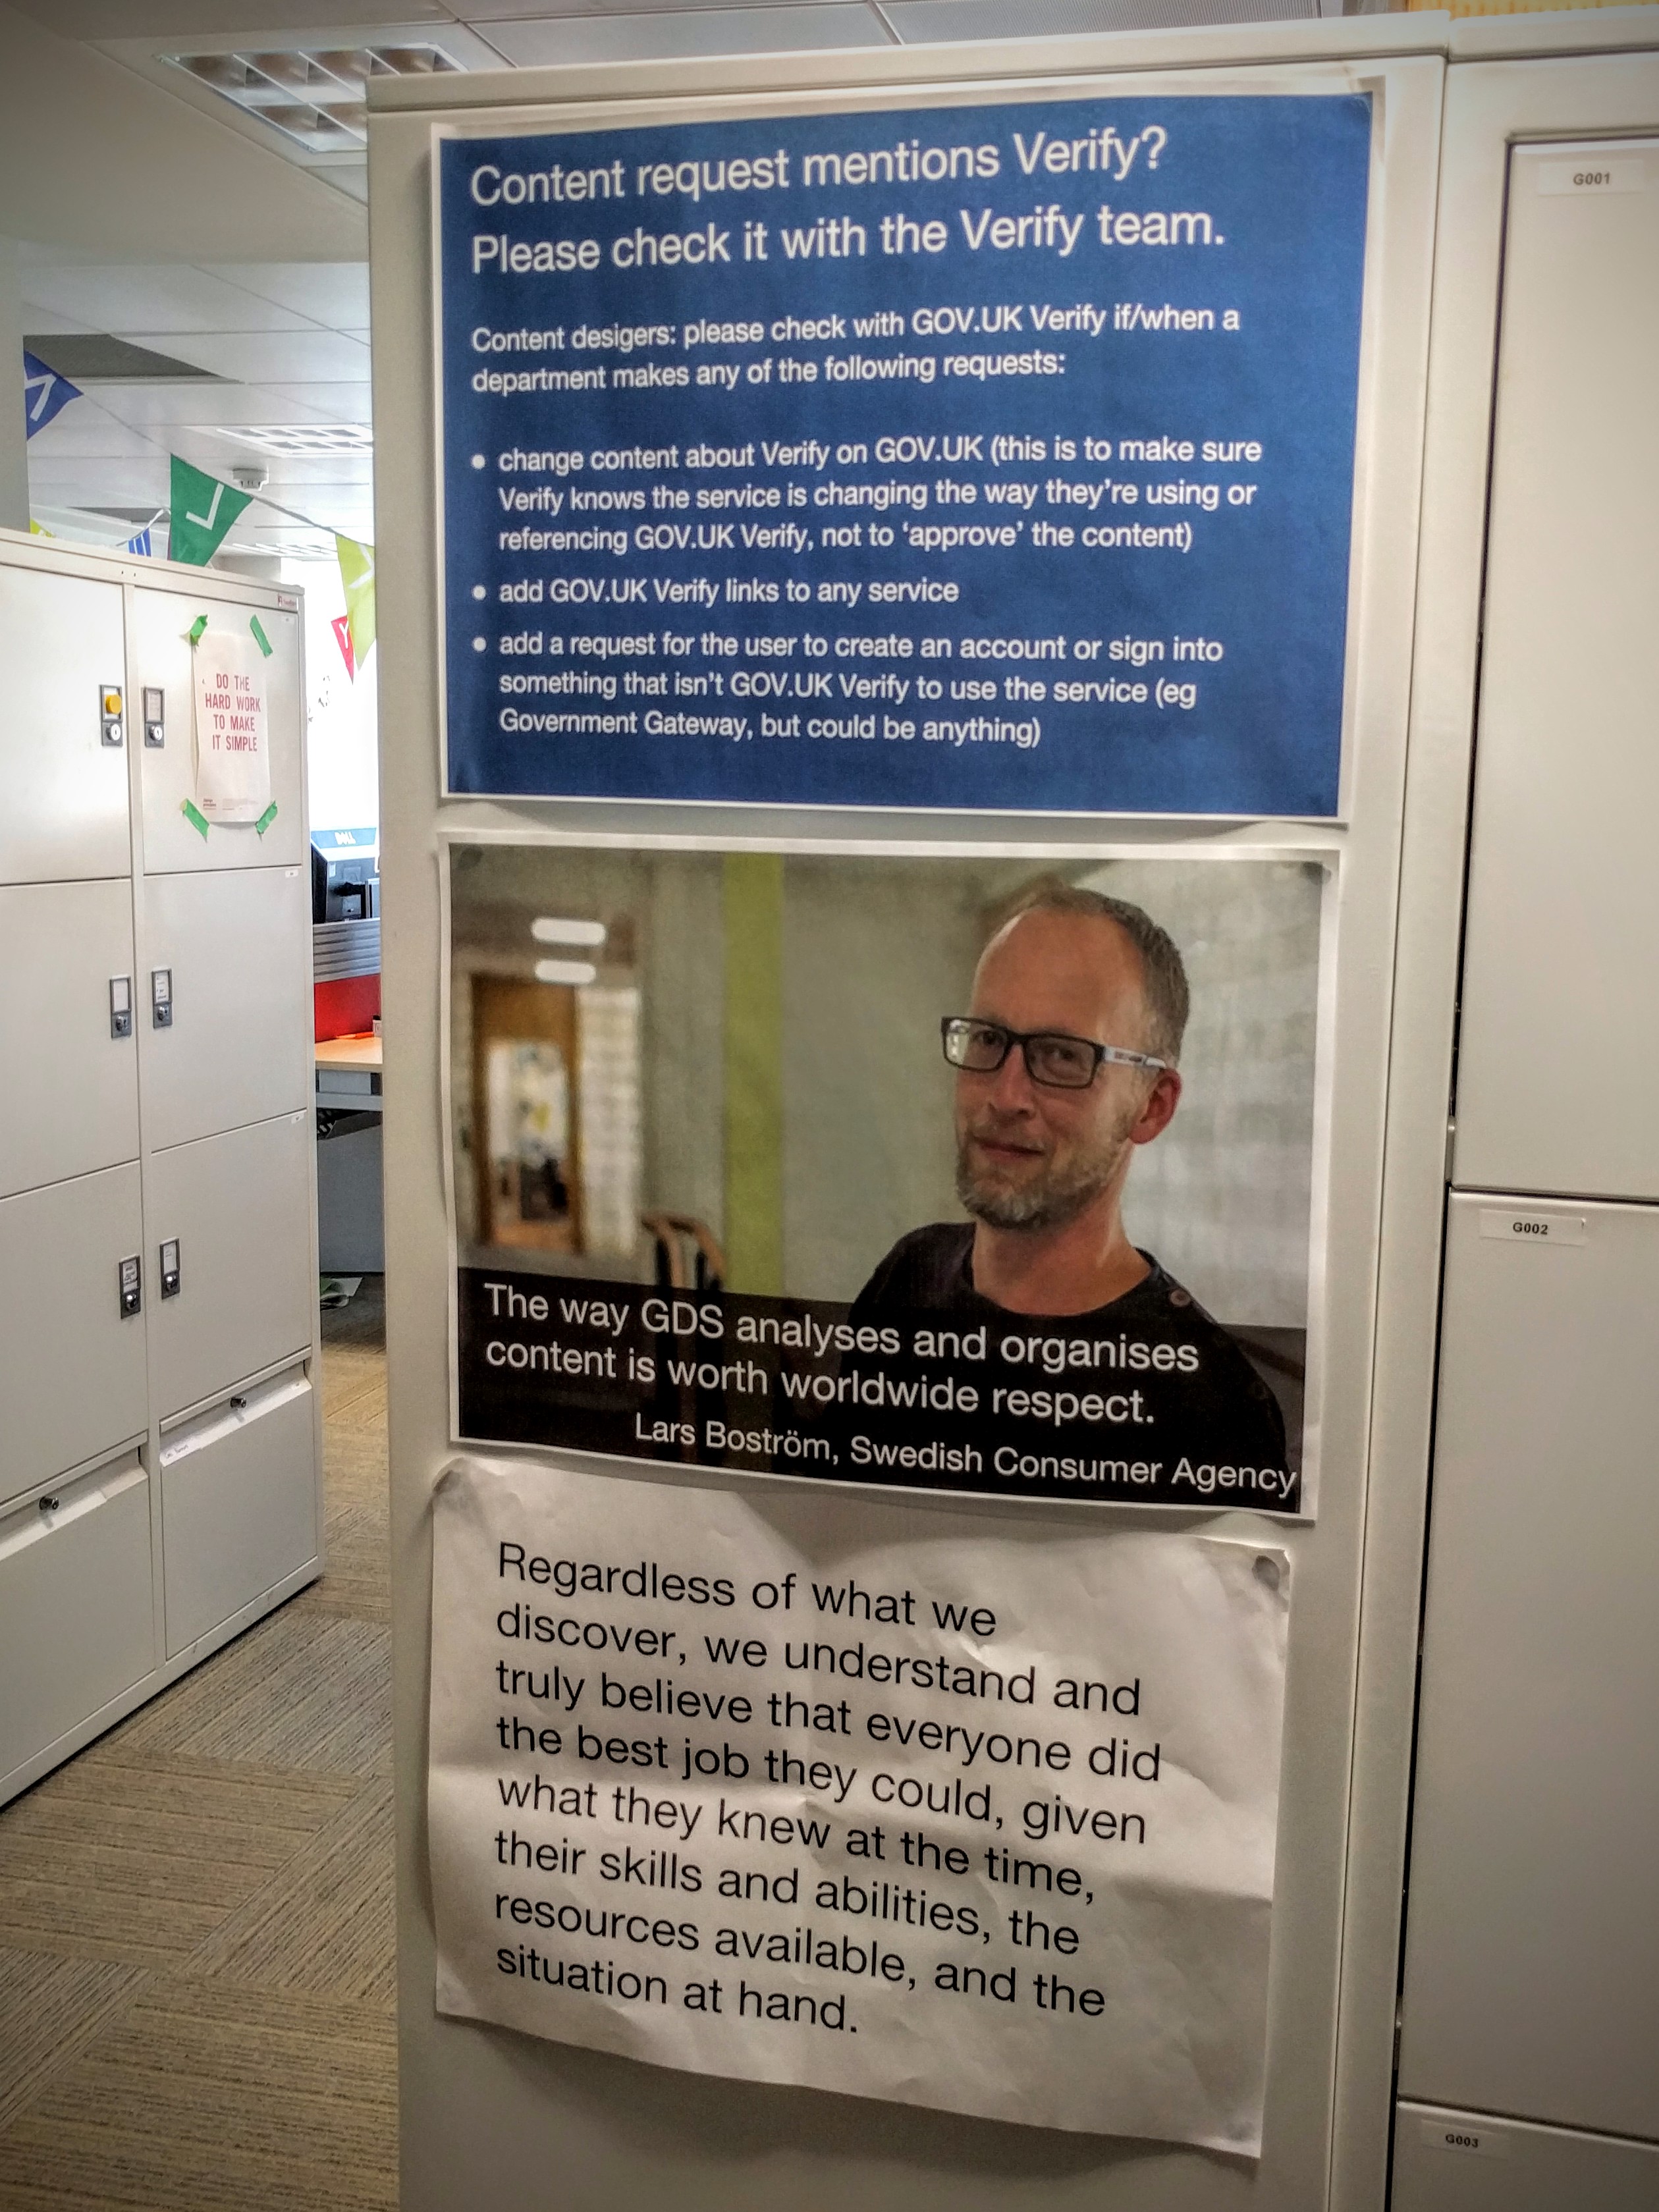 Content request mentions Verify?
Please check it with the Verify team.
Content desigers: please check with GOV.UK Verify if/when a
department makes any of the following requests:
• change content about Verify on GOV.UK (this is to make sure
Verify knows the service is changing the way they're using or
referencing GOV.UK Verify, not to ‘approve’ the content)
• add GOV.UK Verify links to any service
• add a request for the user to create an account or sign into
something that isn't GOV.UK Verify to use the service (eg
Government Gateway, but could be anything)
The way GDS analyses and organises
content is worth worldwide respect.
Lars Boström, Swedish Consumer Agency
Regardless of what we
discover, we understand and
truly believe that everyone did
the best job they could, given
what they knew at the time,
their skills and abilities, the
resources available, and the
situation at hand.
DO THE
HARD WORK
TO MAKE
IT SIMPLE
DELL
G001
G002
G003